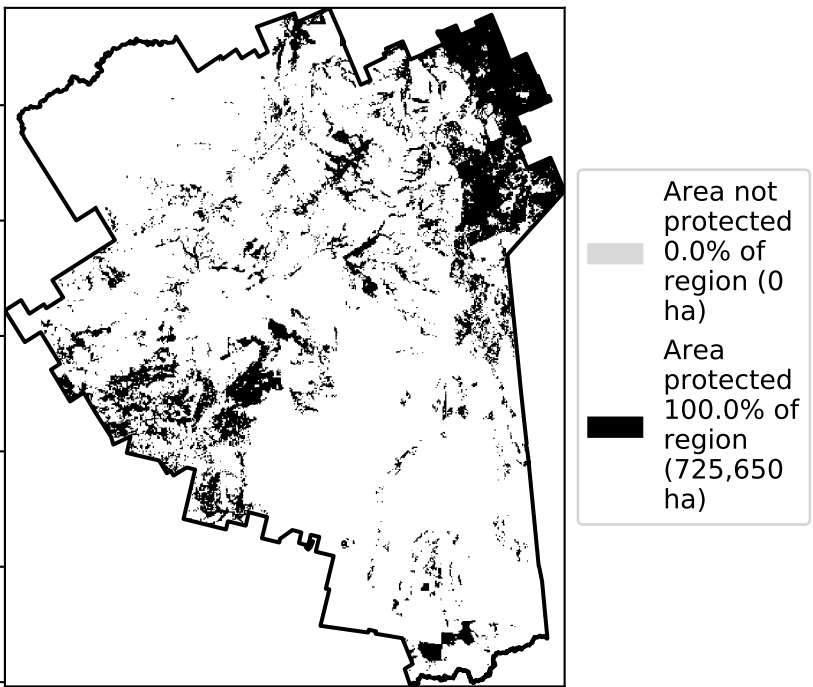 Area not
protected
0.0% of
region (0
ha)
Area
protected
100.0% of
region
(725,650
ha)